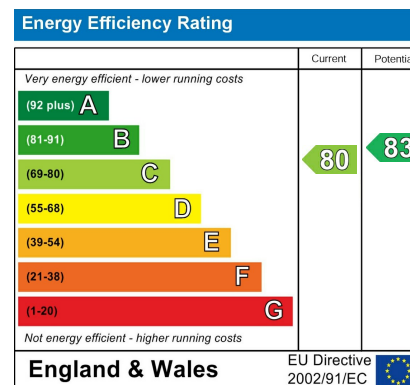 Energy Efficiency Rating
Current Potentia
Very energy efficient - lower running costs
(92 plus) A
(81-91) B
(69-80) C
(55-68) D
(39-54) E
(21-38) F
(1-20) G
80
83
Not energy efficient - higher running costs
England & Wales
EU Directive
2002/91/EC